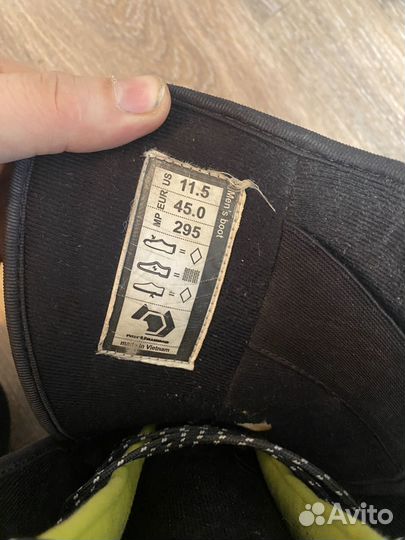 Men's boot
US 11.5
EUR 45.0
MP 295
=
=
=
made in Vietnam
Avito